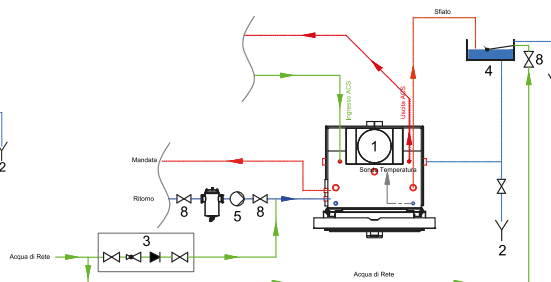 Sfiato
8
4
Ingresso ACS
Uscita ACS
1
2
Mandata
Sonda Temperatura
Ritorno
8
5
8
3
2
Acqua di Rete
Acqua di Rete